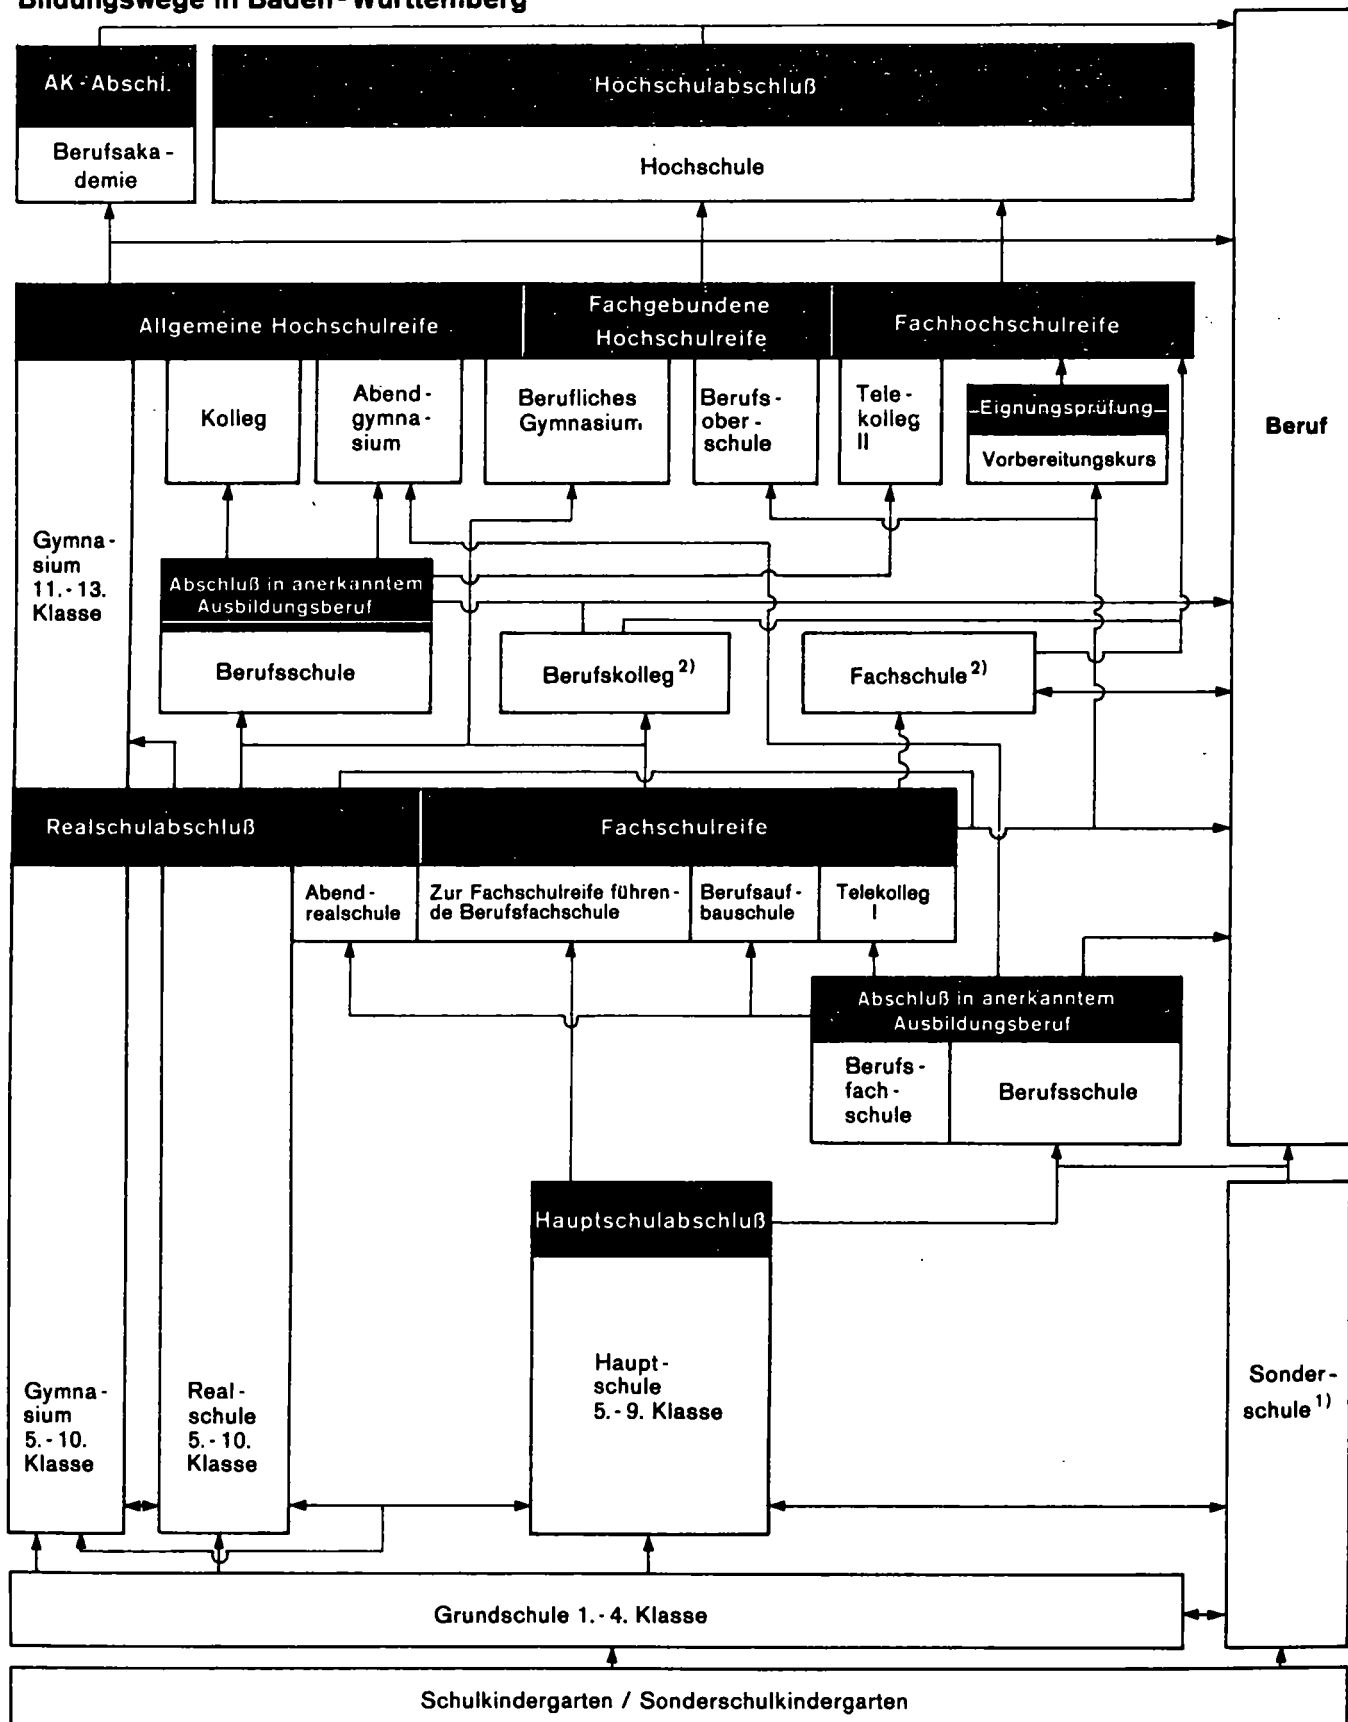 Bildungswege in Baden-Württemberg
AK-Abschl.
Hochschulabschluß
Berufsaka-
demie
Hochschule
Allgemeine Hochschulreife
Fachgebundene
Hochschulreife
Fachhochschulreife
Kolleg
Abend-
gymna-
sium
Berufliches
Gymnasium
Berufs-
ober-
schule
Tele-
kolleg
II
Eignungsprüfung
Vorbereitungskurs
Beruf
Gymna-
sium
11.-13.
Klasse
Abschluß in anerkanntem
Ausbildungsberuf
Berufsschule
Berufskolleg 2)
Fachschule 2)
Realschulabschluß
Fachschulreife
Abend-
realschule
Zur Fachschulreife führen-
de Berufsfachschule
Berufsauf-
bauschule
Telekolleg
I
Abschluß in anerkanntem
Ausbildungsberuf
Berufs-
fach-
schule
Berufsschule
Hauptschulabschluß
Gymna-
sium
5.-10.
Klasse
Real-
schule
5.-10.
Klasse
Haupt-
schule
5.-9. Klasse
Sonder-
schule 1)
Grundschule 1.-4. Klasse
Schulkindergarten / Sonderschulkindergarten